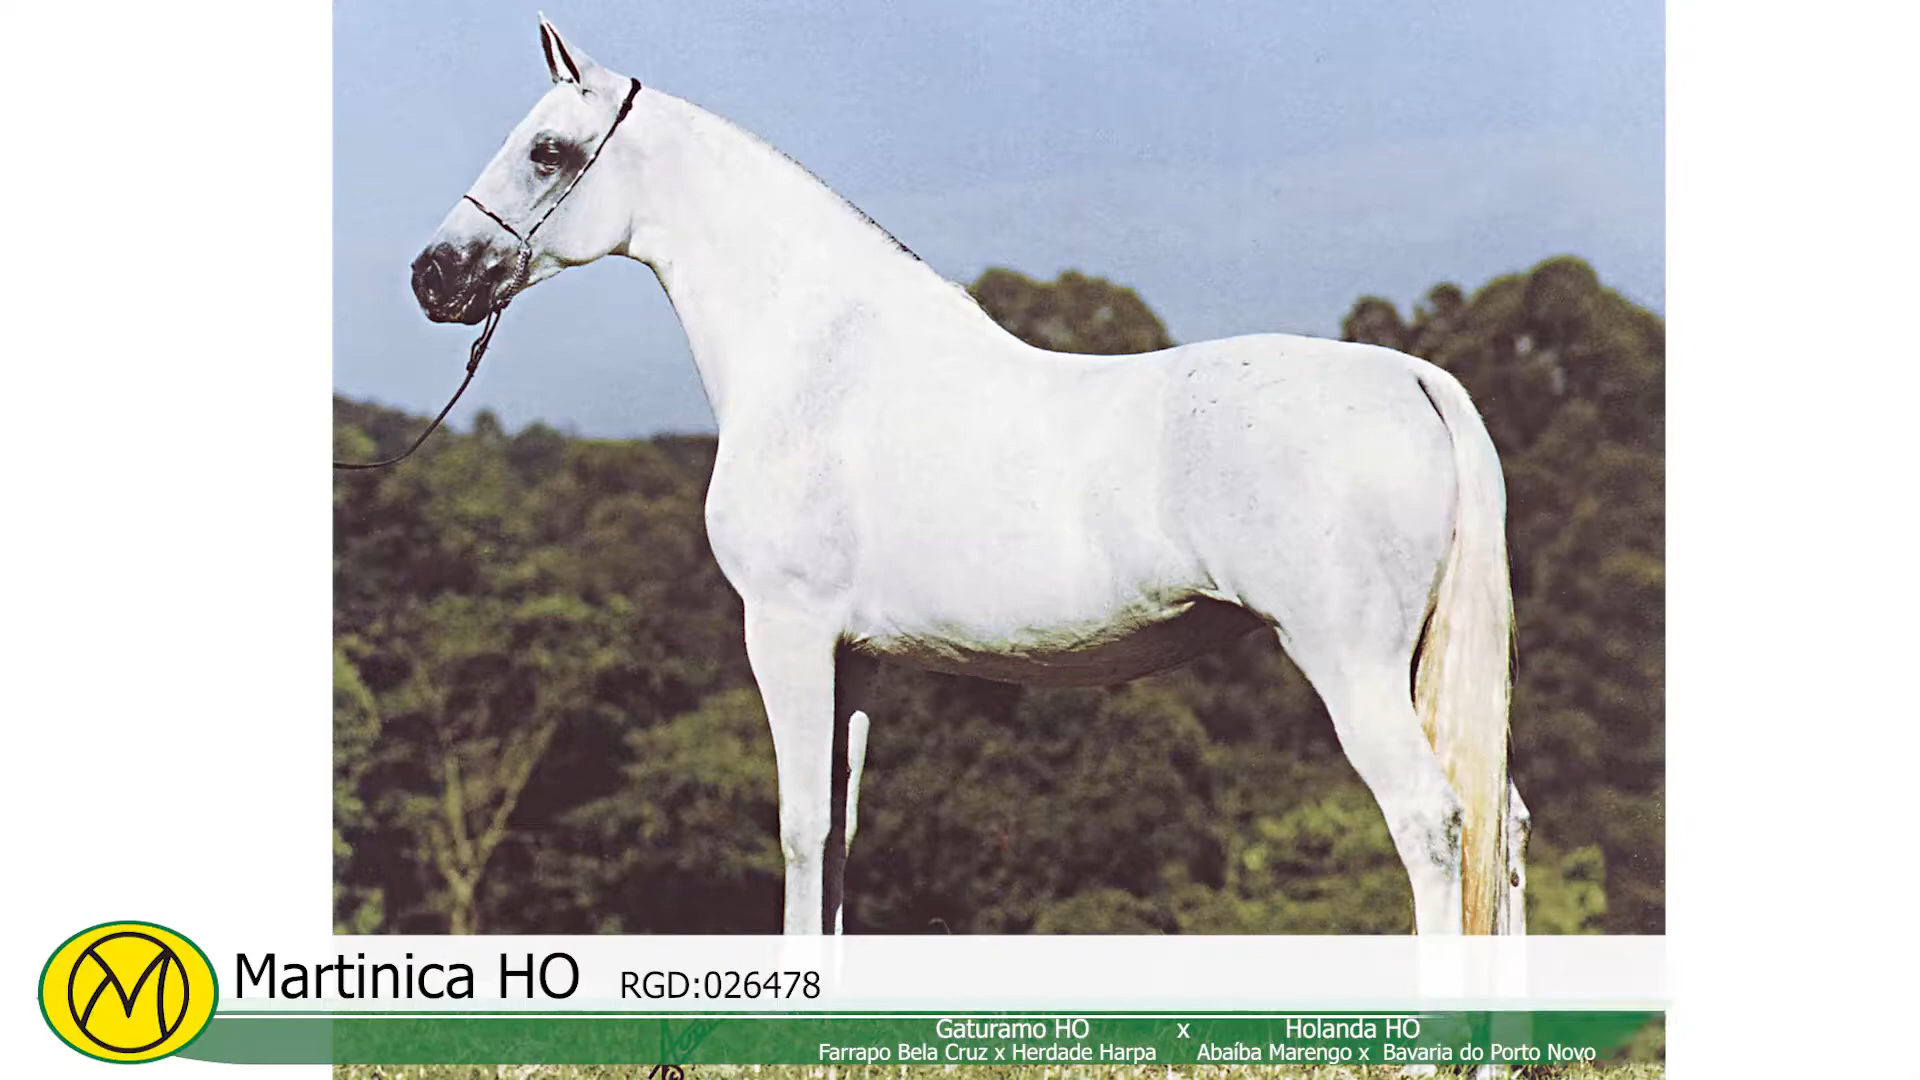 Martinica HO RGD:026478
Gaturamo HO x Holanda HO
Farrapo Bela Cruz x Herdade Harpa Abaíba Marengo x Bavaria do Porto Novo